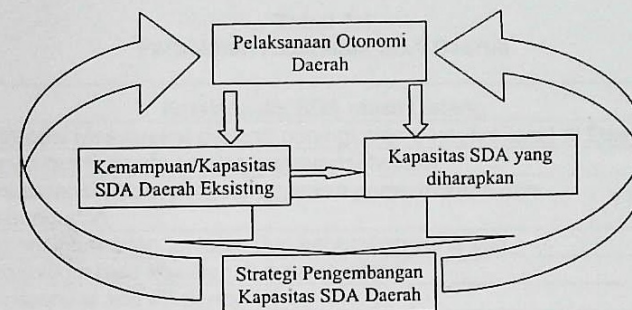 Pelaksanaan Otonomi
Daerah
Kemampuan/Kapasitas
SDA Daerah Eksisting
Kapasitas SDA yang
diharapkan
Strategi Pengembangan
Kapasitas SDA Daerah